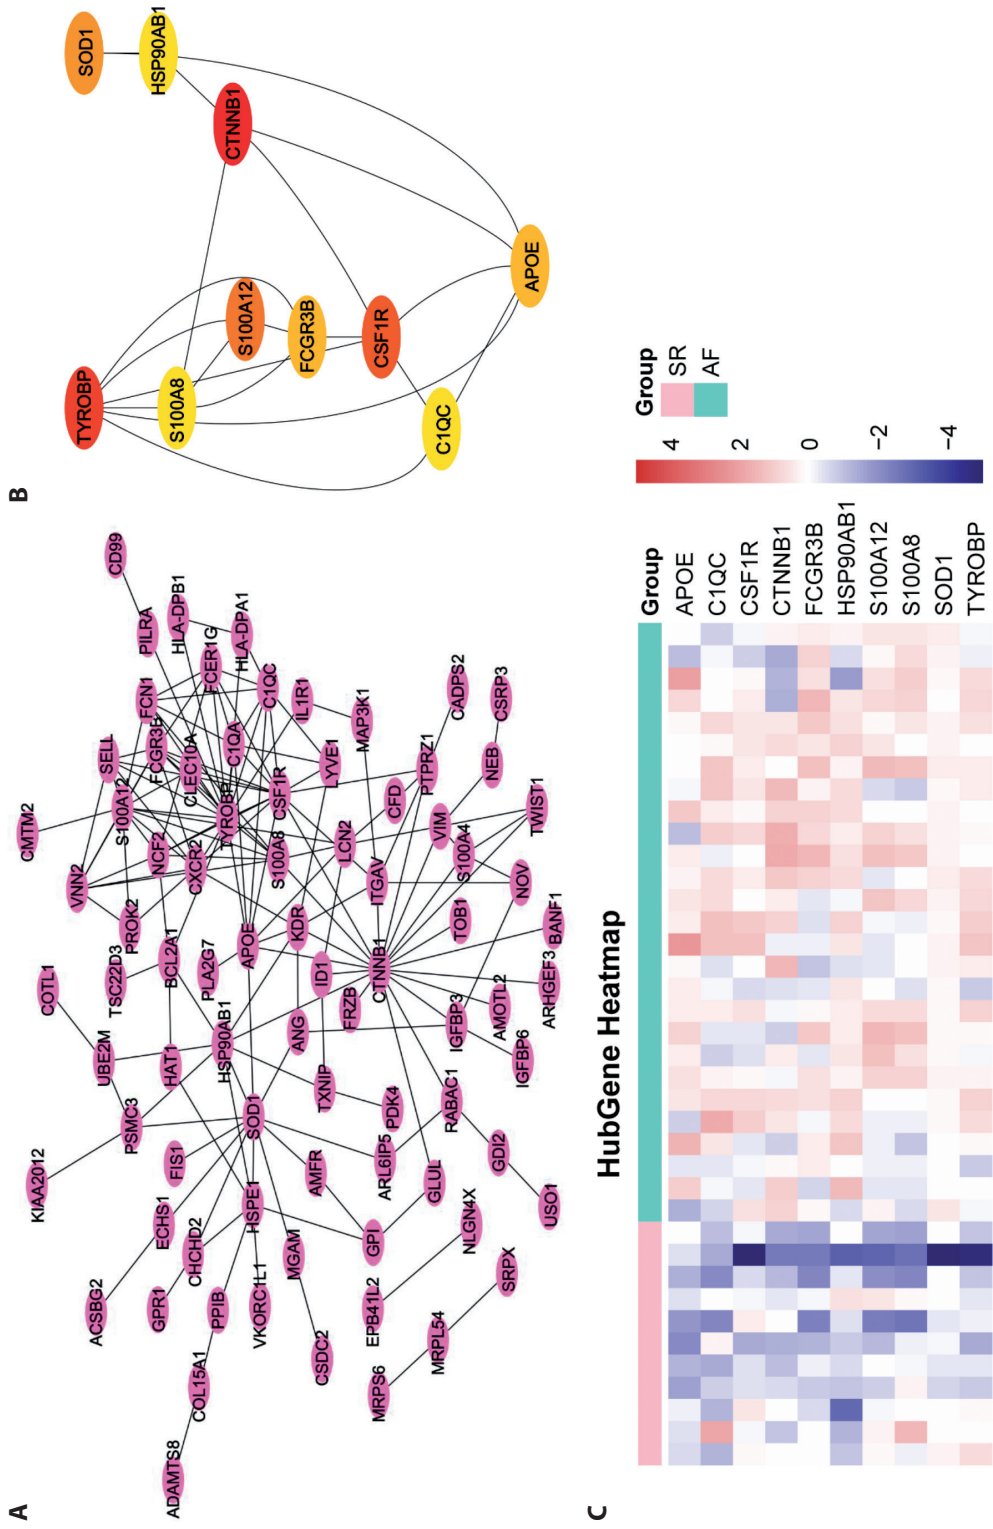 A
CD99
CMTM2
PILRA
HLA-DPB1
HLA-DPA1
FCN1
FCER1G
SELL
FCGR3B
C1QC
IL1R1
S100A12
CLEC10A
C1QA
MAP3K1
CADPS2
CSRP3
VNN2
NCF2
TYROBP
CSF1R
LYVE1
PTPRZ1
NEB
CXCR2
S100A8
LCN2
CFD
VIM
TWIST1
PROK2
ITGAV
S100A4
NOV
COTL1
TSC22D3
BCL2A1
PLA2G7
APOE
KDR
TOB1
BANF1
ID1
CTNNB1
UBE2M
HAT1
HSP90AB1
ANG
FRZB
IGFBP3
AMOTL2
ARHGEF3
IGFBP6
KIAA2012
PSMC3
SOD1
TXNIP
PDK4
RABAC1
FIS1
AMFR
ARL6IP5
GLUL
GDI2
USO1
ACSBG2
ECHS1
CHCHD2
HSPE1
GPI
NLGN4X
GPR1
PPIB
VKORC1L1
MGAM
EPB41L2
SRPX
COL15A1
CSDC2
MRPS6
MRPL54
ADAMTS8
B
SOD1
HSP90AB1
CTNNB1
TYROBP
S100A8
S100A12
FCGR3B
CSF1R
C1QC
APOE
C
HubGene Heatmap
Group
APOE
C1QC
CSF1R
CTNNB1
FCGR3B
HSP90AB1
S100A12
S100A8
SOD1
TYROBP
4
2
0
−2
−4
Group
SR
AF